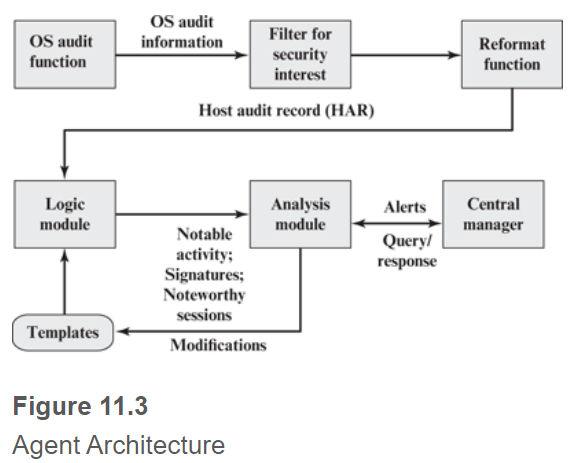 OS audit
function
OS audit
information
Filter for
security
interest
Reformat
function
Host audit record (HAR)
Logic
module
Notable
activity;
Signatures;
Noteworthy
sessions
Analysis
module
Alerts
Query/
response
Central
manager
Templates
Modifications
Figure 11.3
Agent Architecture